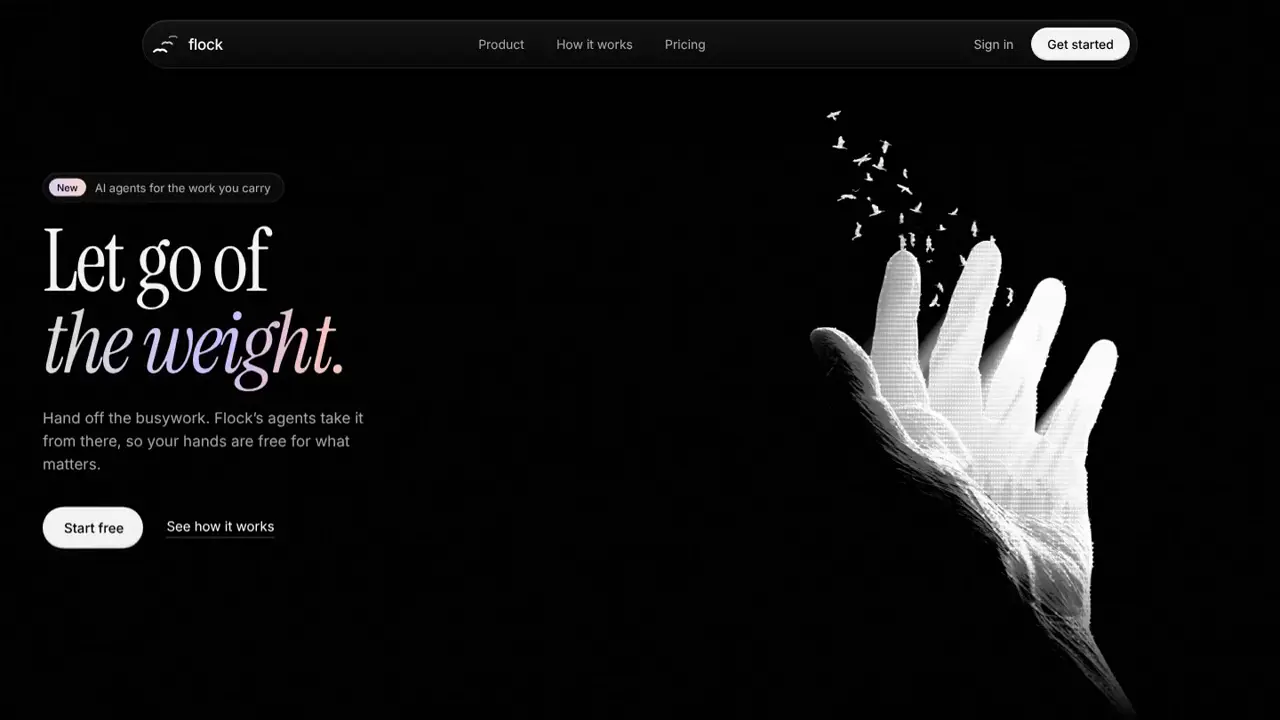 flock
Product
How it works
Pricing
Sign in
Get started
New
AI agents for the work you carry
Let go of
the weight.
Hand off the busywork. Flock's agents take it
from there, so your hands are free for what
matters.
Start free
See how it works